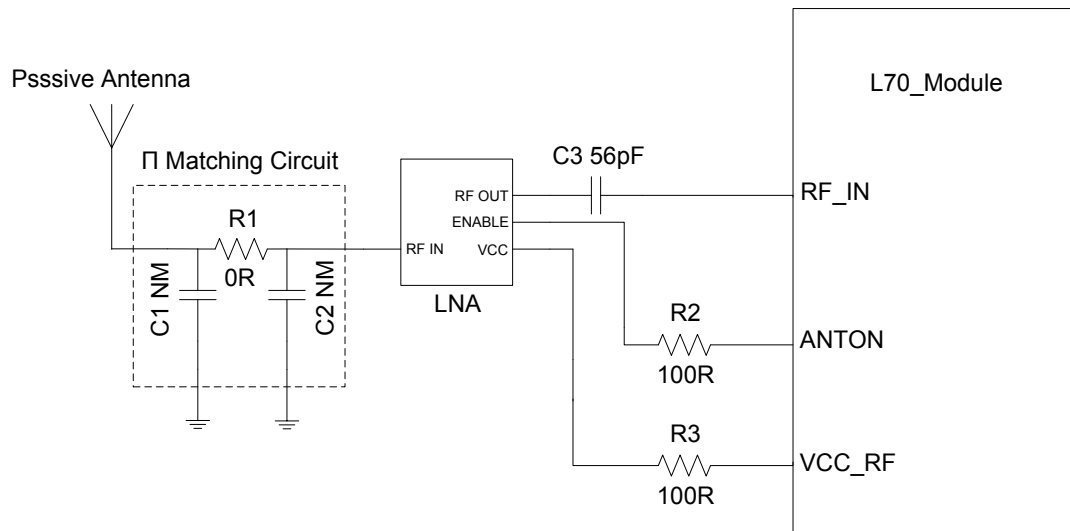 Psssive Antenna
L70_Module
Π Matching Circuit
C3 56pF
RF OUT
RF_IN
R1
ENABLE
RF IN
VCC
0R
C1 NM
C2 NM
LNA
R2
ANTON
100R
R3
VCC_RF
100R